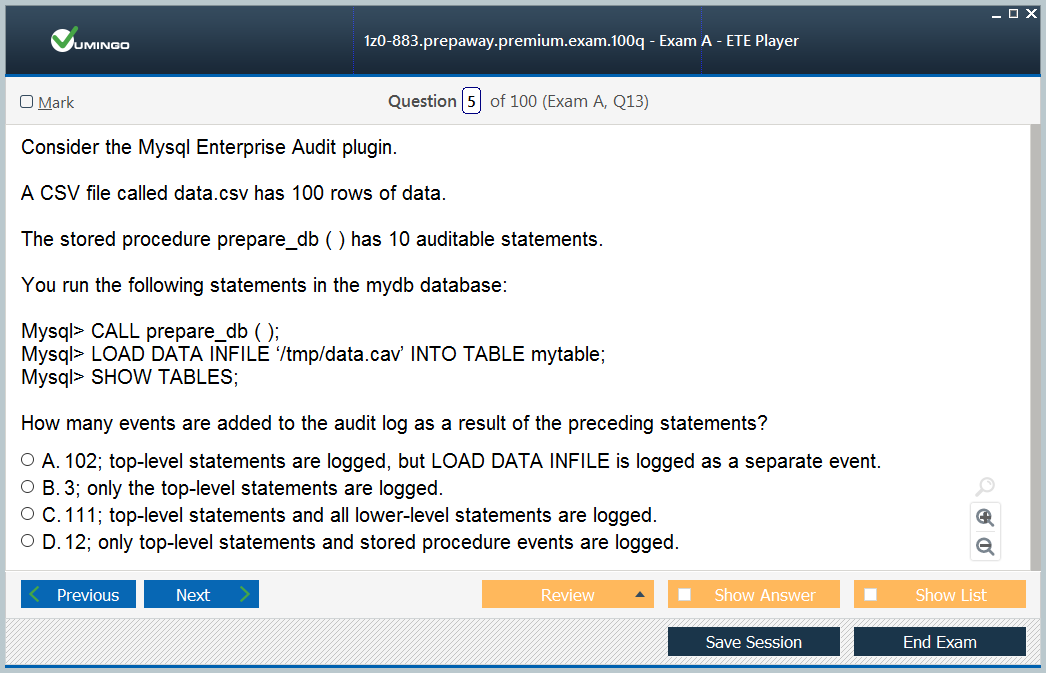 VUMINGO
1z0-883.prepaway.premium.exam.100q - Exam A - ETE Player
Mark
Question 5 of 100 (Exam A, Q13)
Consider the Mysql Enterprise Audit plugin.
A CSV file called data.csv has 100 rows of data.
The stored procedure prepare_db ( ) has 10 auditable statements.
You run the following statements in the mydb database:
Mysql> CALL prepare_db ( );
Mysql> LOAD DATA INFILE ‘/tmp/data.cav’ INTO TABLE mytable;
Mysql> SHOW TABLES;
How many events are added to the audit log as a result of the preceding statements?
A. 102; top-level statements are logged, but LOAD DATA INFILE is logged as a separate event.
B. 3; only the top-level statements are logged.
C. 111; top-level statements and all lower-level statements are logged.
D. 12; only top-level statements and stored procedure events are logged.
Previous Next Review Show Answer Show List
Save Session End Exam